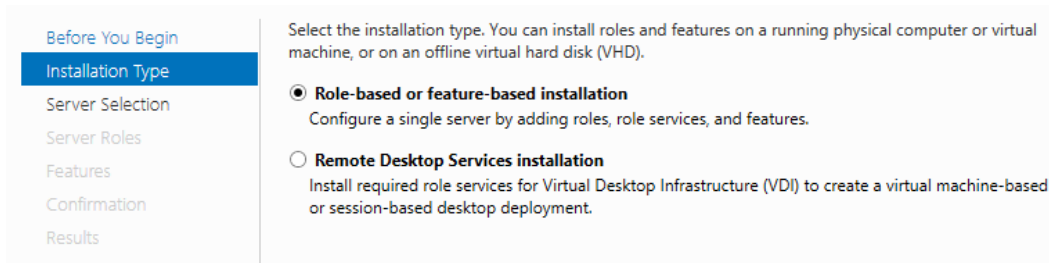 Before You Begin
Installation Type
Server Selection
Server Roles
Features
Confirmation
Results
Select the installation type. You can install roles and features on a running physical computer or virtual
machine, or on an offline virtual hard disk (VHD).
Role-based or feature-based installation
Configure a single server by adding roles, role services, and features.
Remote Desktop Services installation
Install required role services for Virtual Desktop Infrastructure (VDI) to create a virtual machine-based
or session-based desktop deployment.